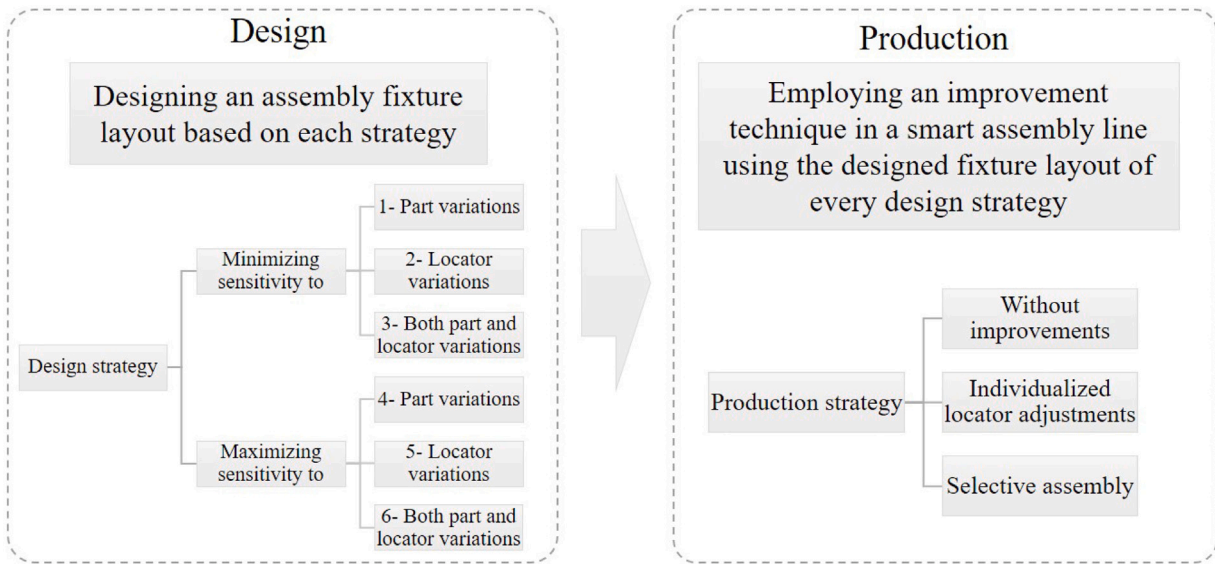 Design
Designing an assembly fixture
layout based on each strategy
1- Part variations
Minimizing
sensitivity to
2- Locator
variations
3- Both part and
locator variations
Design strategy
4- Part variations
Maximizing
sensitivity to
5- Locator
variations
6- Both part and
locator variations
Production
Employing an improvement
technique in a smart assembly line
using the designed fixture layout of
every design strategy
Without
improvements
Production strategy
Individualized
locator adjustments
Selective assembly